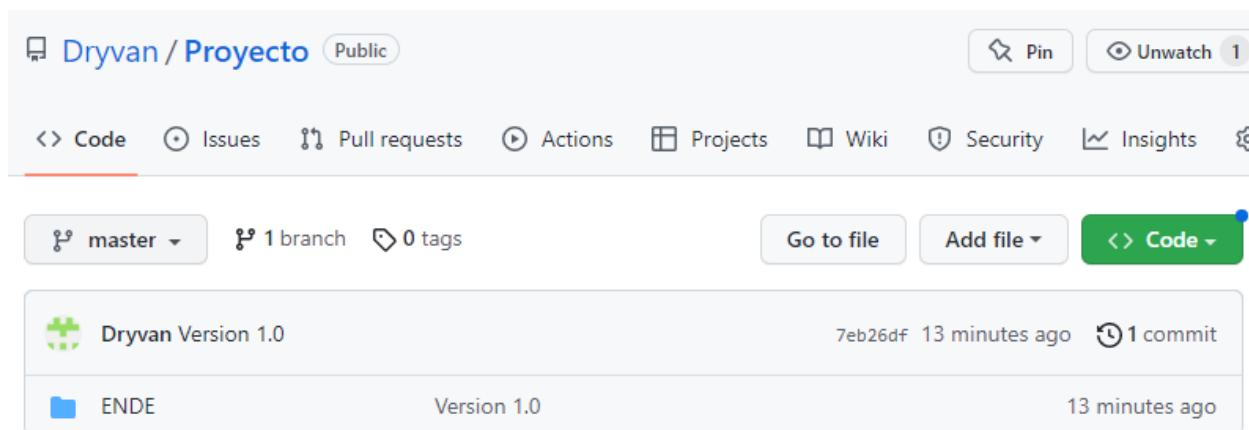 Dryvan / Proyecto Public Pin Unwatch 1
Code Issues Pull requests Actions Projects Wiki Security Insights
master 1 branch 0 tags Go to file Add file Code
Dryvan Version 1.0 7eb26df 13 minutes ago 1 commit
ENDE Version 1.0 13 minutes ago